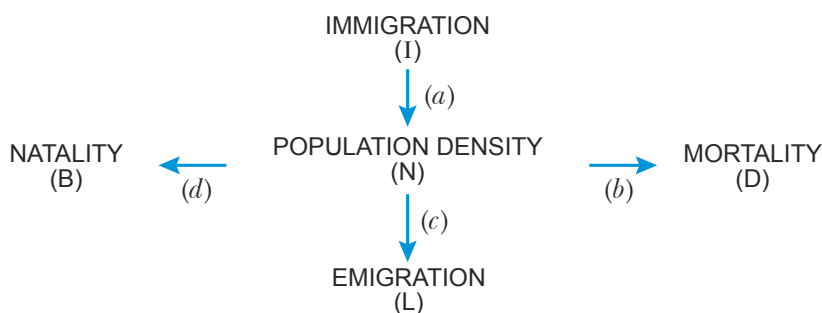 IMMIGRATION
(I)
(a)
NATALITY
(B)
(d)
POPULATION DENSITY
(N)
(b)
MORTALITY
(D)
(c)
EMIGRATION
(L)